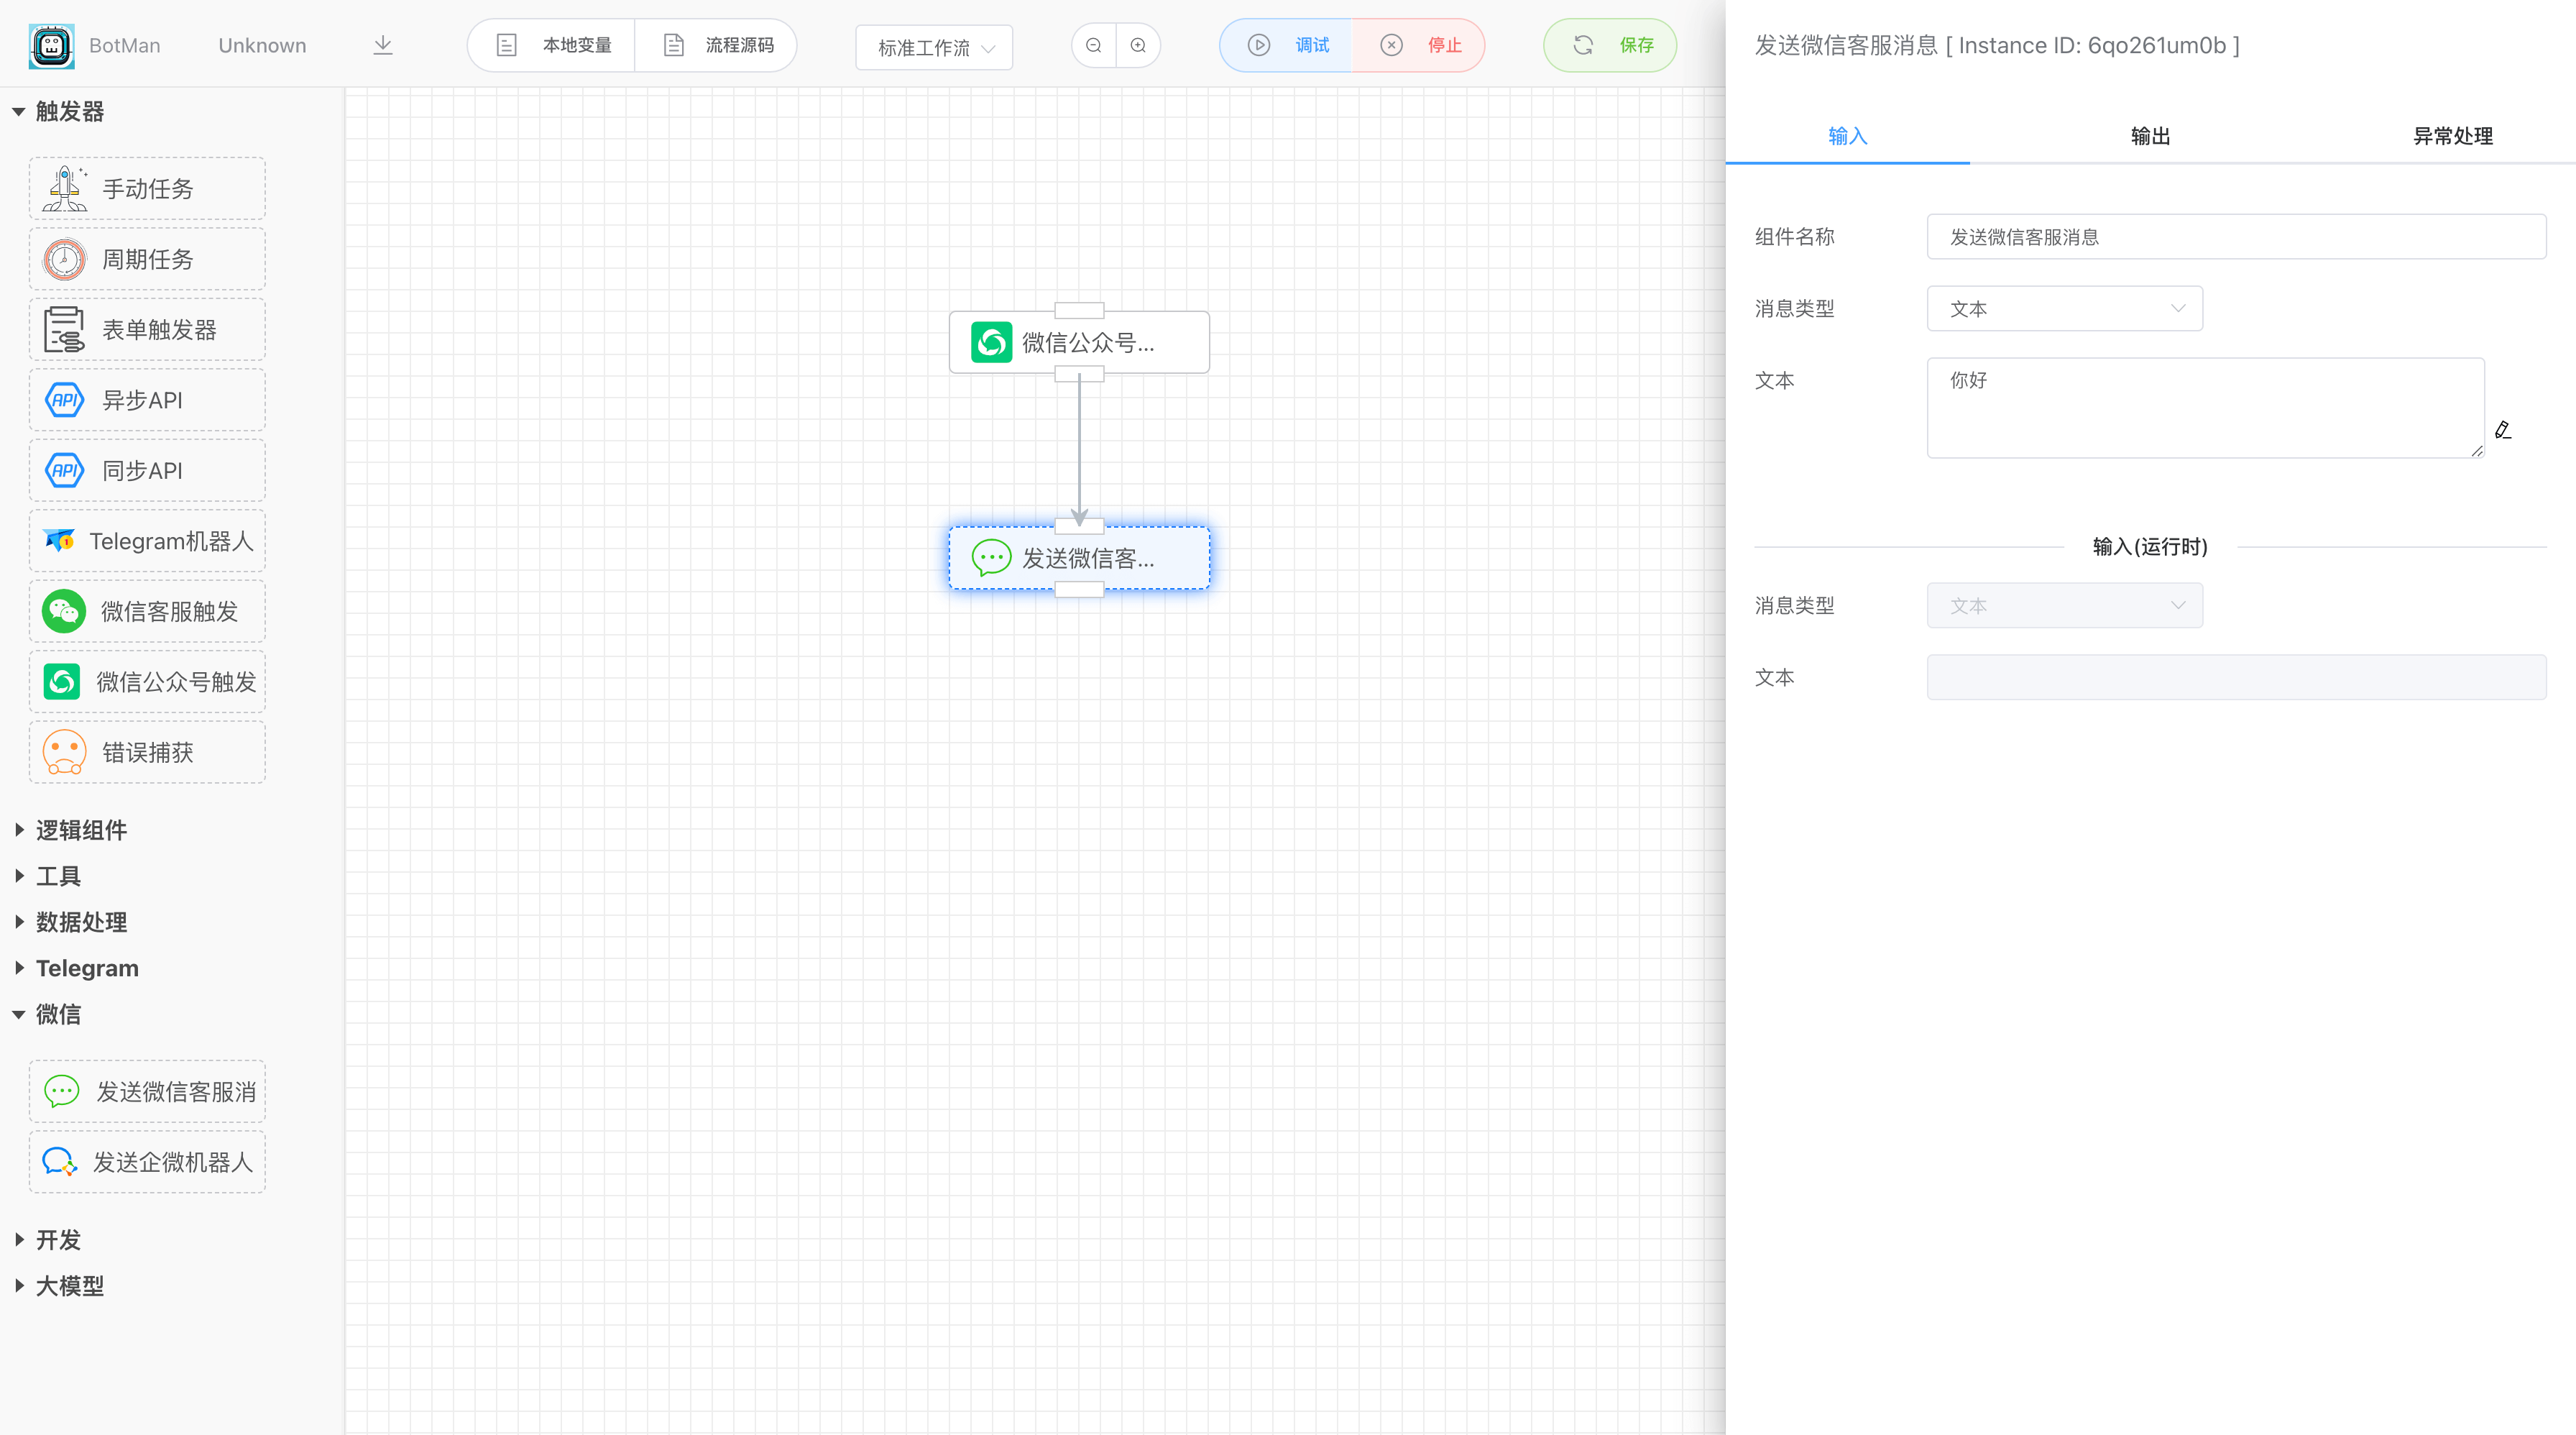 BotMan
Unknown
本地变量
流程源码
标准工作流
调试
停止
保存
触发器
手动任务
周期任务
表单触发器
API 异步API
API 同步API
1 Telegram机器人
微信客服触发
微信公众号触发
错误捕获
逻辑组件
工具
数据处理
Telegram
微信
发送微信客服消
发送企微机器人
开发
大模型
微信公众号...
发送微信客...
发送微信客服消息 [ Instance ID: 6qo261um0b ]
输入
输出
异常处理
组件名称
发送微信客服消息
消息类型
文本
文本
你好
输入(运行时)
消息类型
文本
文本